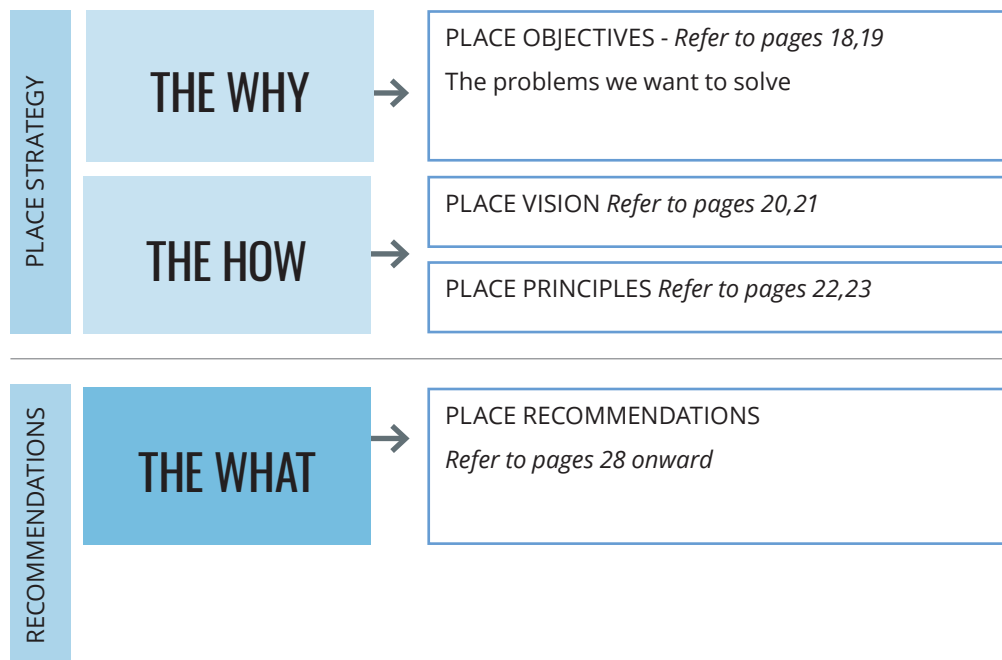 PLACE STRATEGY
THE WHY
PLACE OBJECTIVES - Refer to pages 18,19
The problems we want to solve
THE HOW
PLACE VISION Refer to pages 20,21
PLACE PRINCIPLES Refer to pages 22,23
RECOMMENDATIONS
THE WHAT
PLACE RECOMMENDATIONS
Refer to pages 28 onward